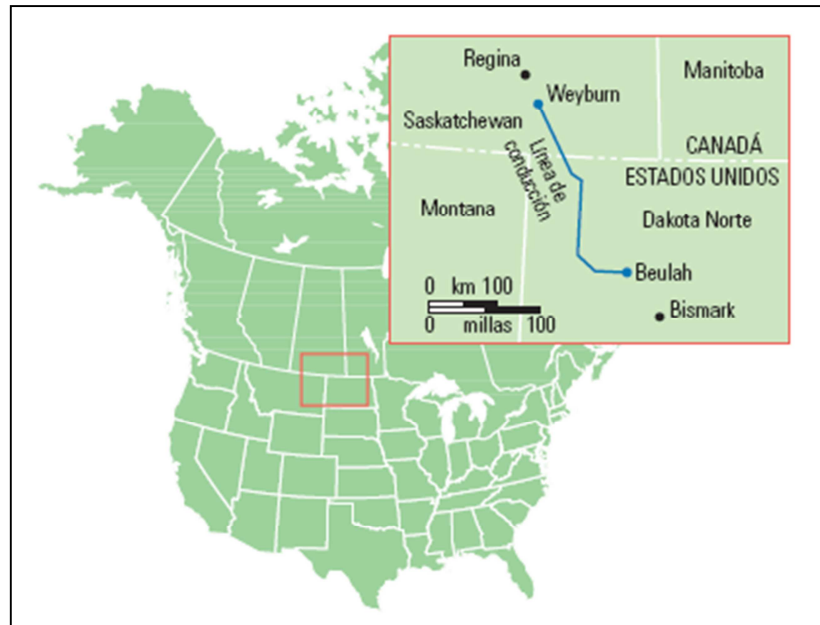 Regina
Manitoba
Weyburn
Saskatchewan
Línea de
conducción
CANADÁ
ESTADOS UNIDOS
Montana
Dakota Norte
Beulah
0 km 100
0 millas 100
Bismark